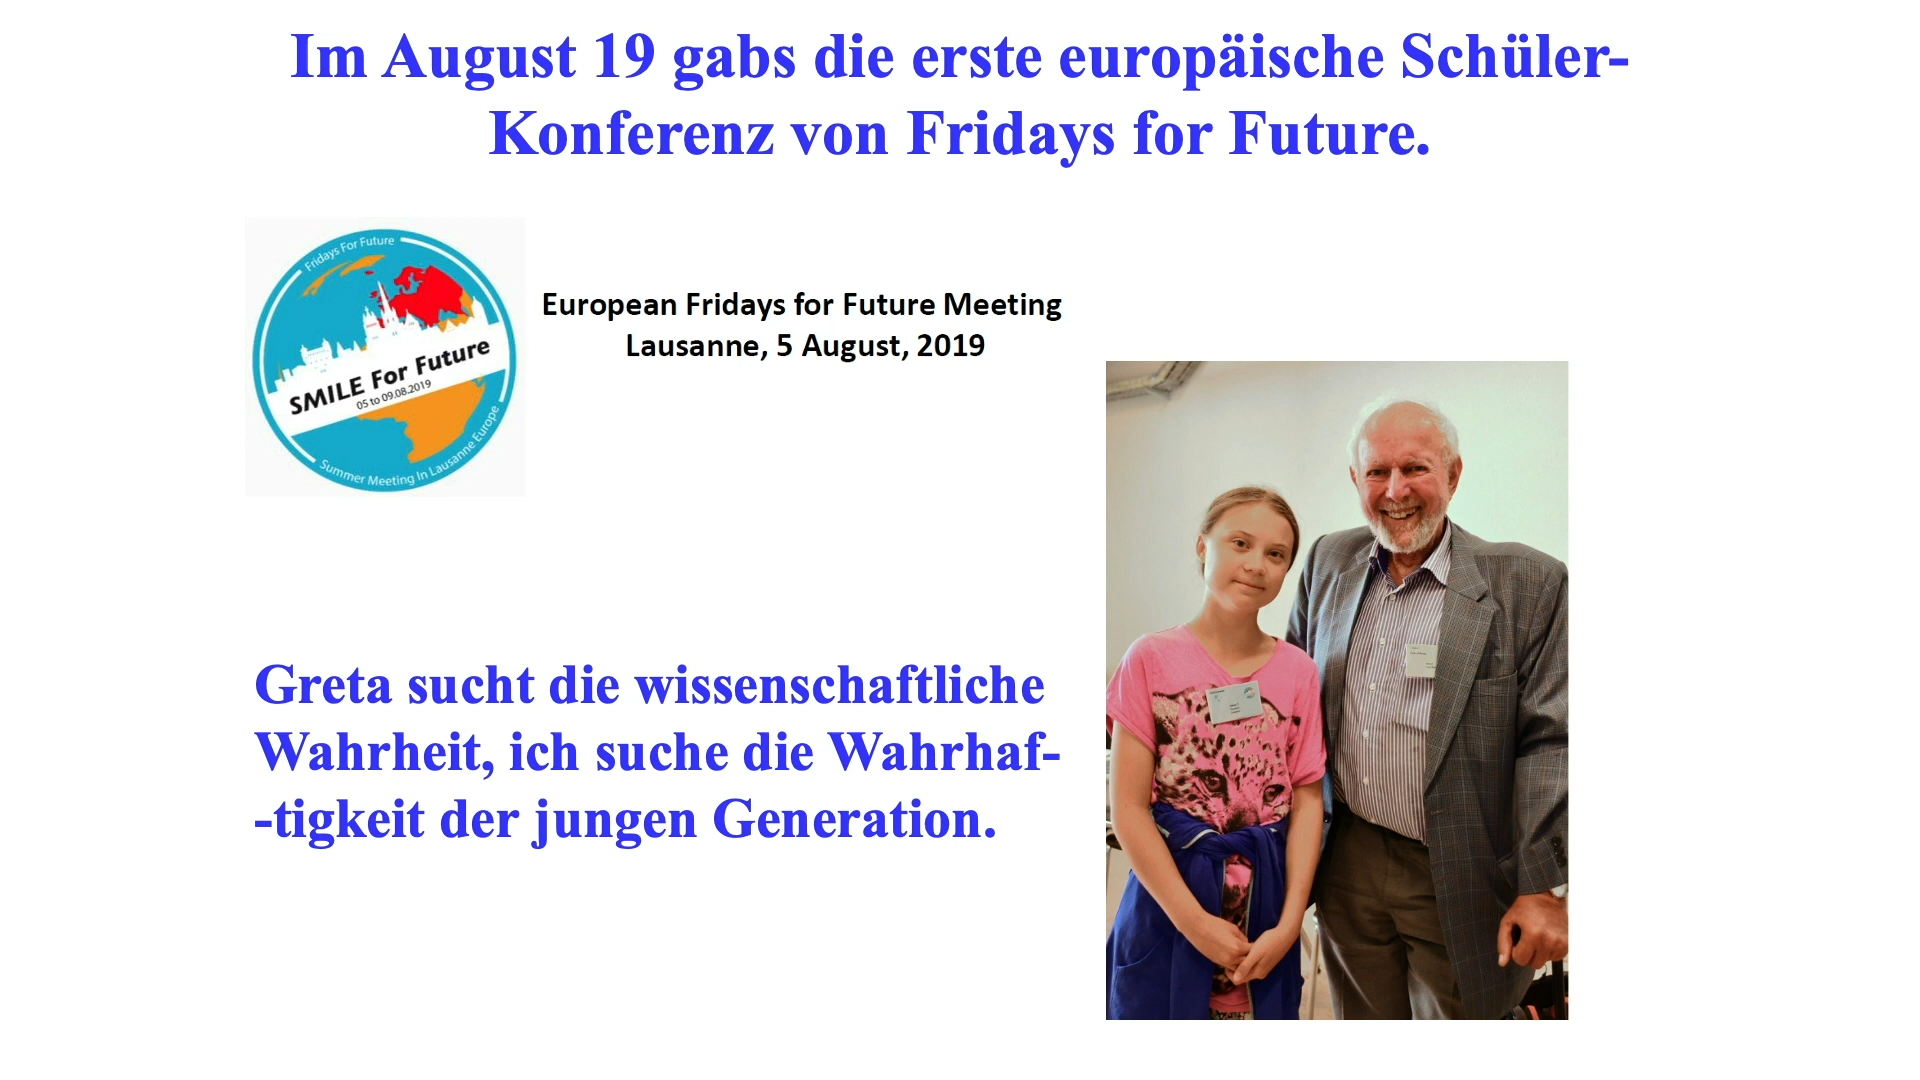 Im August 19 gabs die erste europäische Schüler-
Konferenz von Fridays for Future.
Fridays For Future
SMILE For Future
05 to 09.08.2019
Summer Meeting In Lausanne Europe
European Fridays for Future Meeting
Lausanne, 5 August, 2019
Greta sucht die wissenschaftliche
Wahrheit, ich suche die Wahrhaf-
-tigkeit der jungen Generation.